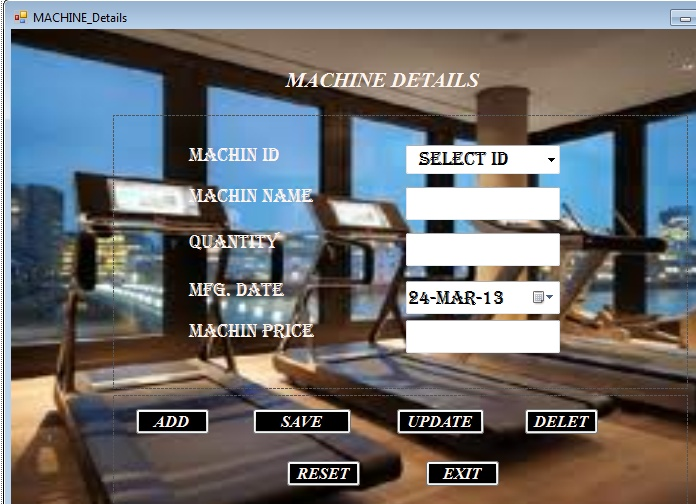 MACHINE_Details
MACHINE DETAILS
MACHIN ID SELECT ID
MACHIN NAME
QUANTITY
MFG. DATE 24-MAR-13
MACHIN PRICE
ADD SAVE UPDATE DELET
RESET EXIT